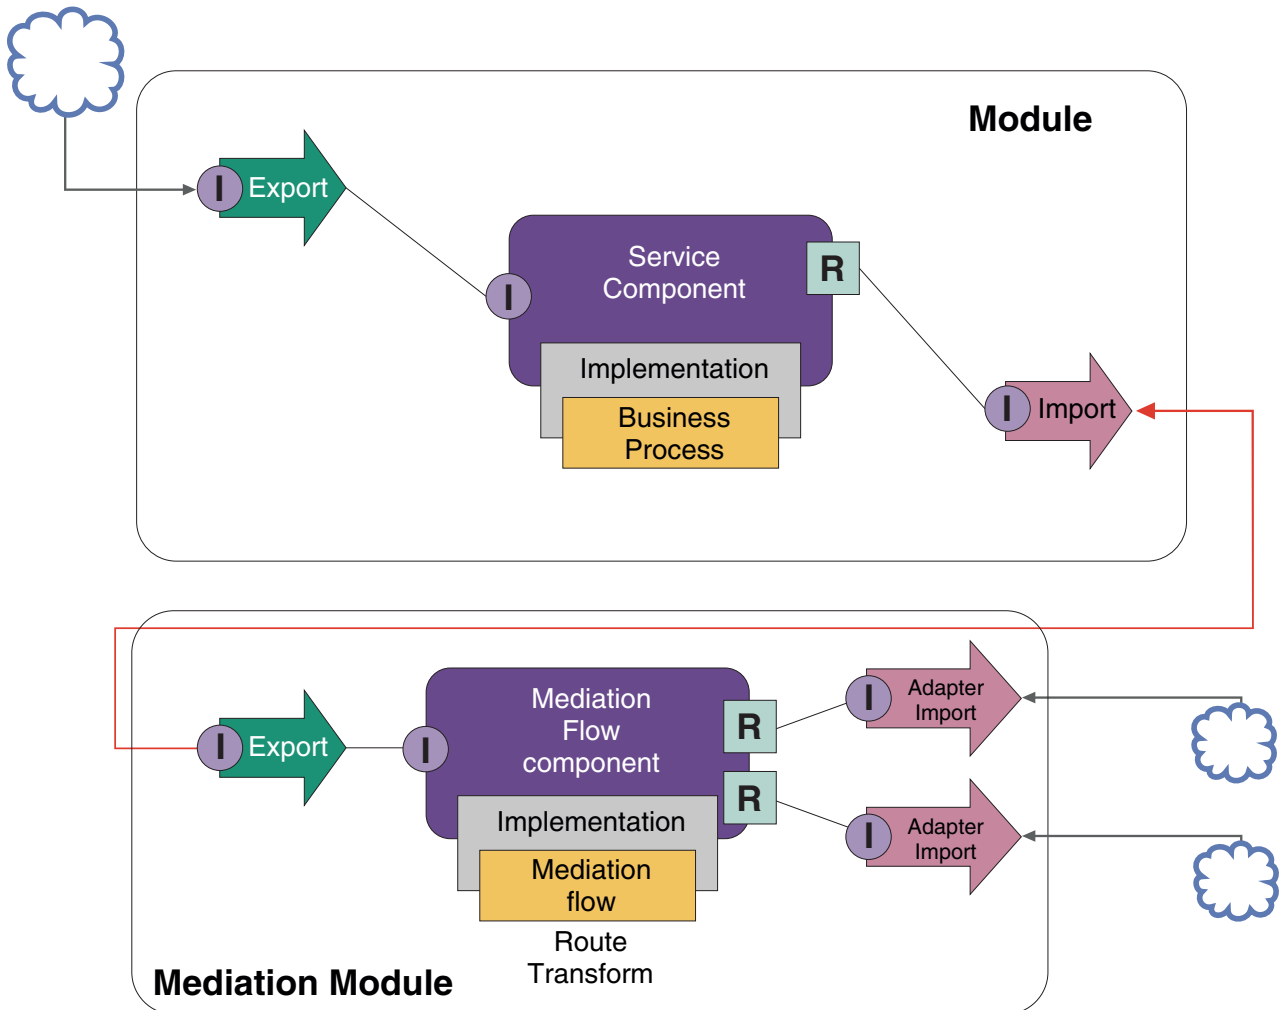 Module
I
Export
Service
Component
I
R
Implementation
Business
Process
I
Import
I
Export
Mediation
Flow
component
I
R
R
Implementation
Mediation
flow
Route
Transform
I
Adapter
Import
I
Adapter
Import
Mediation Module